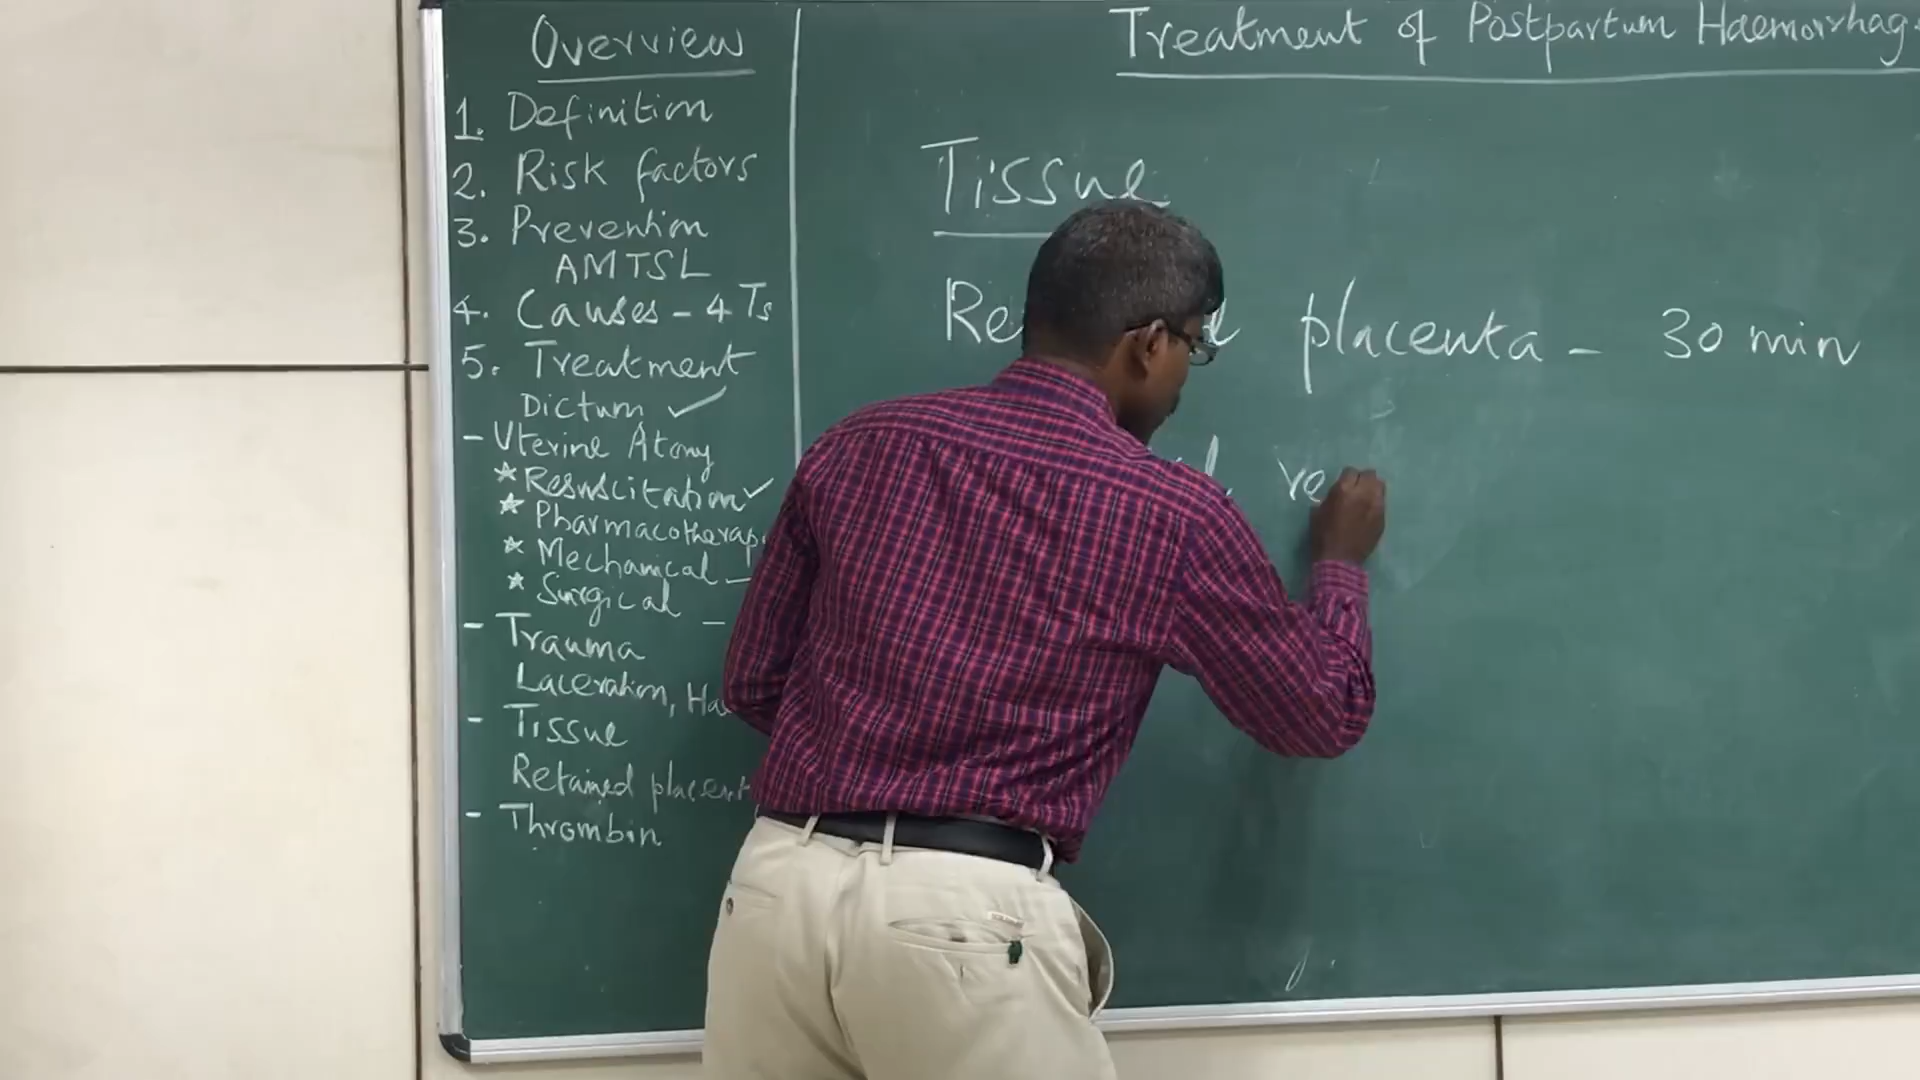 Overview
1. Definition
2. Risk factors
3. Prevention
AMTSL
4. Causes - 4 Ts
5. Treatment
Dictum ✓
- Uterine Atony
* Resuscitation ✓
* Pharmacotherap
* Mechanical -
* Surgical -
- Trauma
Laceration, Ha
- Tissue
Retained placent
- Thrombin
Treatment of Postpartum Haemorrhag
Tissue
placenta - 30 min